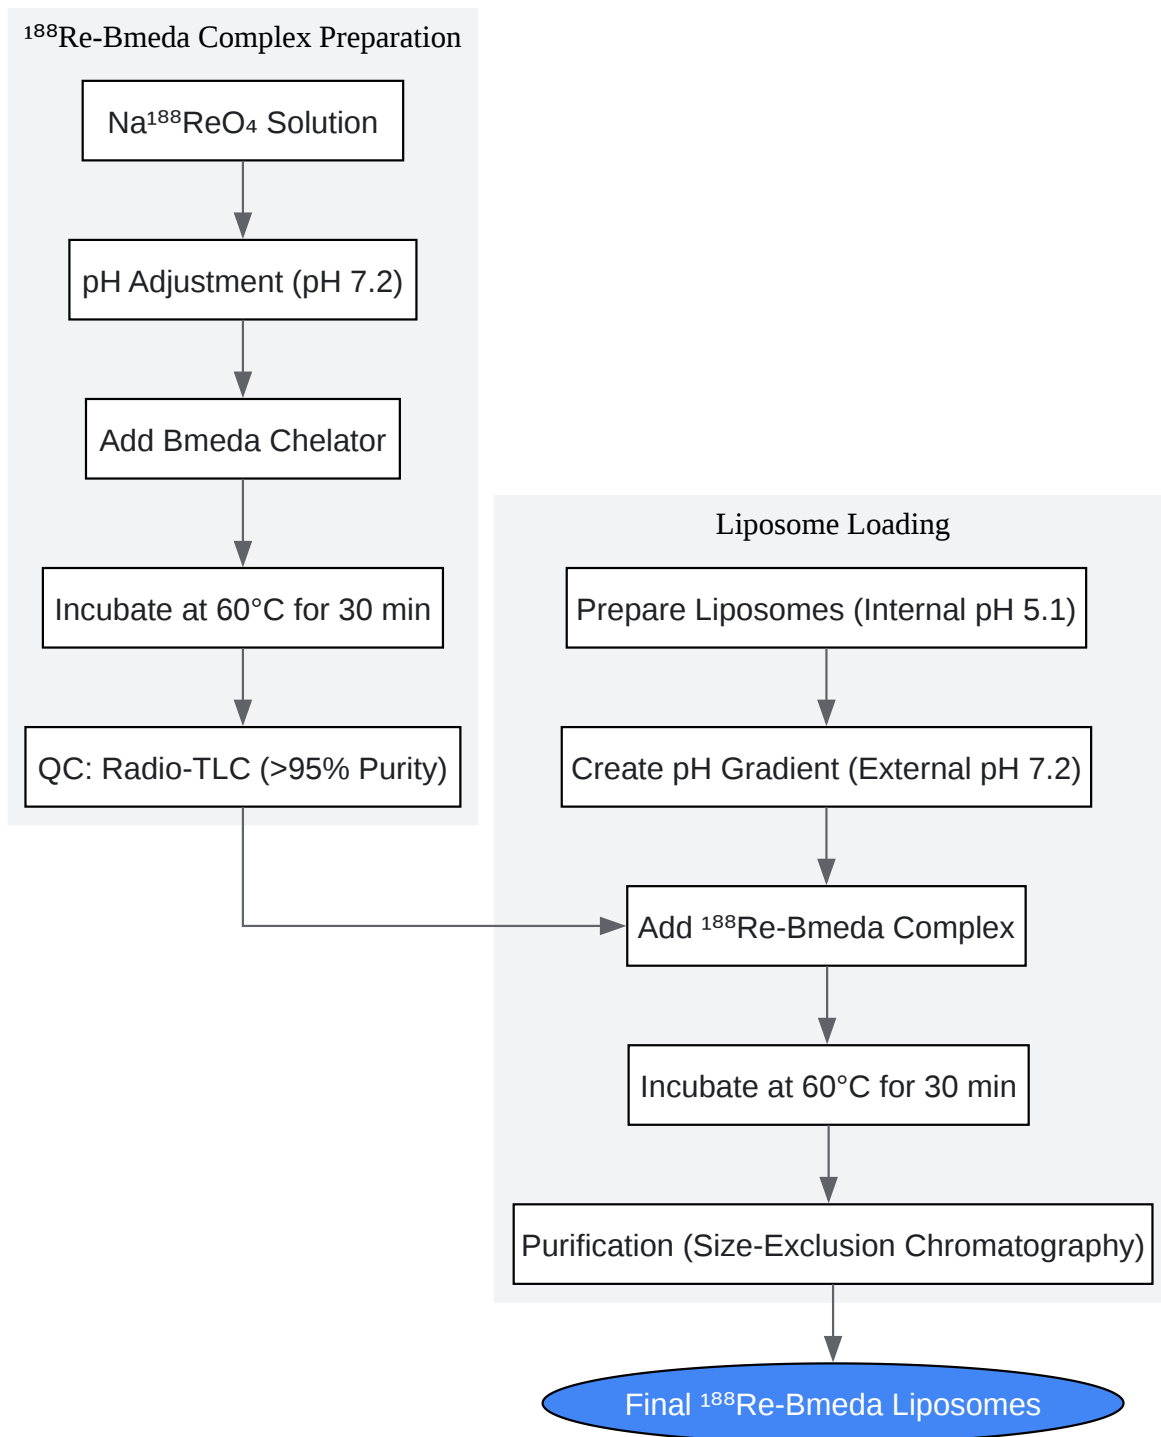 ¹⁸⁸Re-Bmeda Complex Preparation
Na¹⁸⁸ReO₄ Solution
pH Adjustment (pH 7.2)
Add Bmeda Chelator
Incubate at 60°C for 30 min
QC: Radio-TLC (>95% Purity)
Liposome Loading
Prepare Liposomes (Internal pH 5.1)
Create pH Gradient (External pH 7.2)
Add ¹⁸⁸Re-Bmeda Complex
Incubate at 60°C for 30 min
Purification (Size-Exclusion Chromatography)
Final ¹⁸⁸Re-Bmeda Liposomes